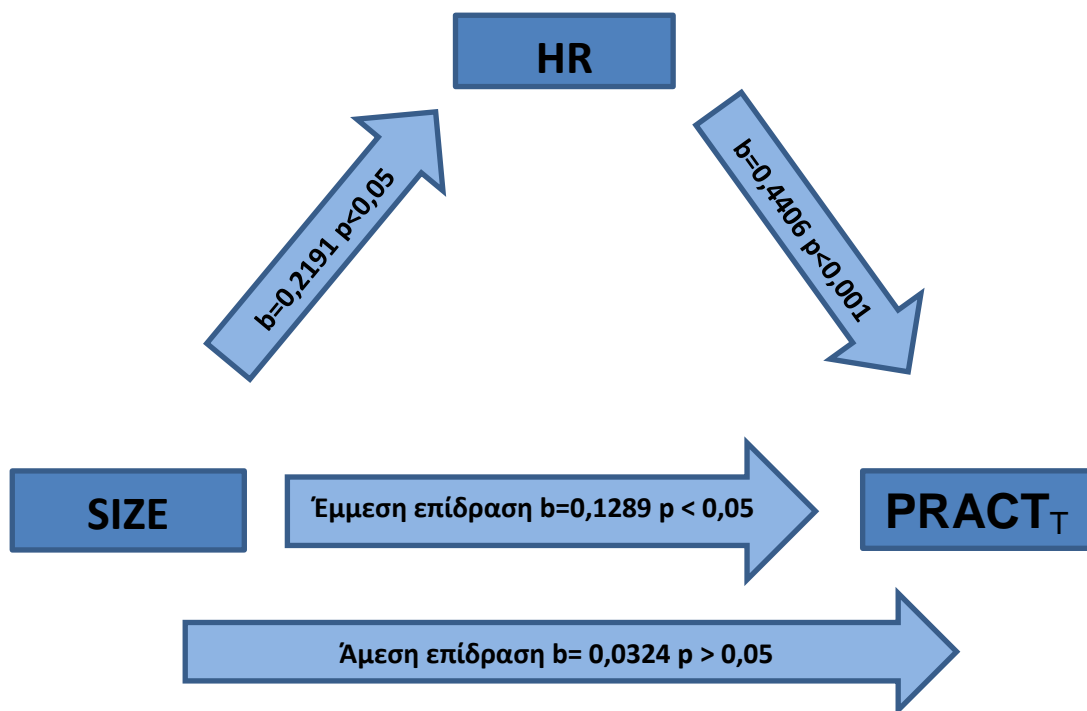 HR
b=0,2191 p<0,05
b=0,4406 p<0,001
SIZE
Έμμεση επίδραση b=0,1289 p < 0,05
PRACTT
Άμεση επίδραση b= 0,0324 p > 0,05